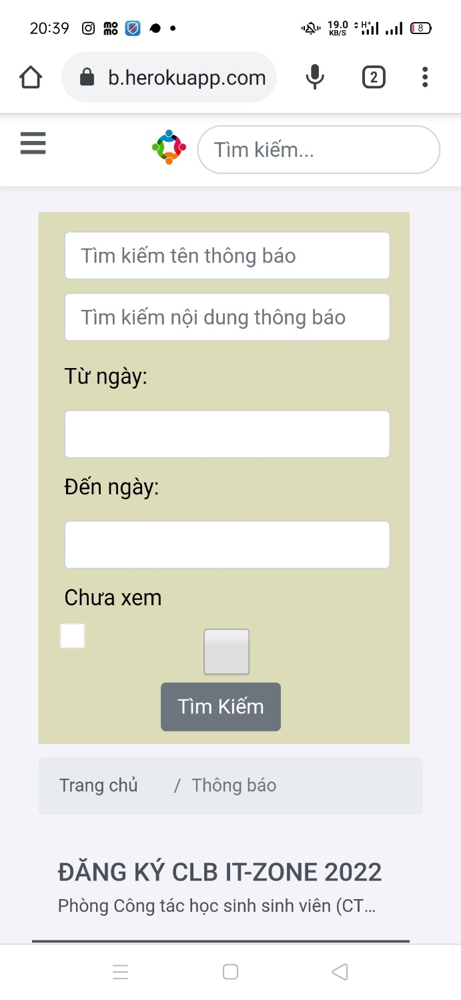 20:39
mo
mo
19.0
KB/S
H+
8
b.herokuapp.com
2
Tìm kiếm...
Tìm kiếm tên thông báo
Tìm kiếm nội dung thông báo
Từ ngày:
Đến ngày:
Chưa xem
Tìm Kiếm
Trang chủ / Thông báo
ĐĂNG KÝ CLB IT-ZONE 2022
Phòng Công tác học sinh sinh viên (CT...